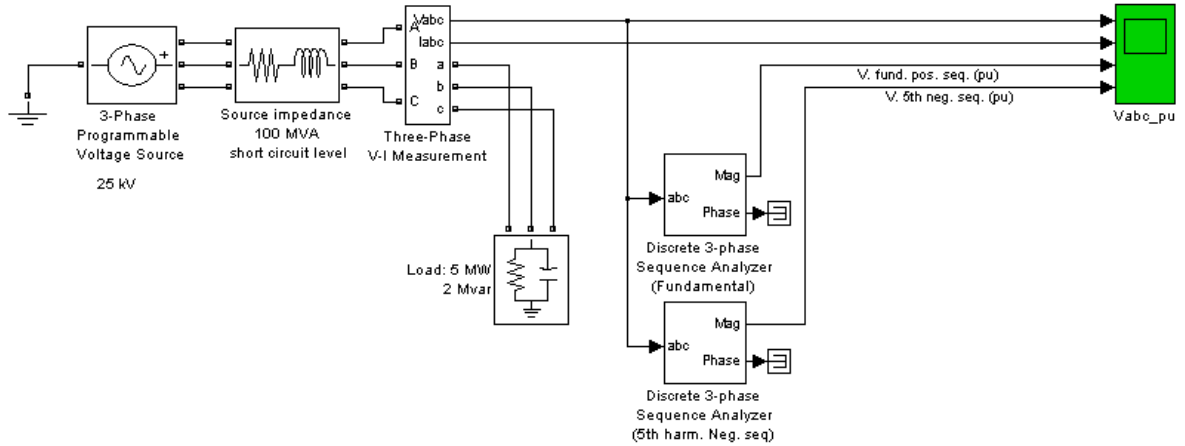 3-Phase
Programmable
Voltage Source
25 kV
+
Source impedance
100 MVA
short circuit level
A
B
C
Vabc
Iabc
a
b
c
Three-Phase
V-I Measurement
Load: 5 MW
2 Mvar
V. fund. pos. seq. (pu)
V. 5th neg. seq. (pu)
Vabc_pu
abc
Mag
Phase
Discrete 3-phase
Sequence Analyzer
(Fundamental)
abc
Mag
Phase
Discrete 3-phase
Sequence Analyzer
(5th harm. Neg. seq)